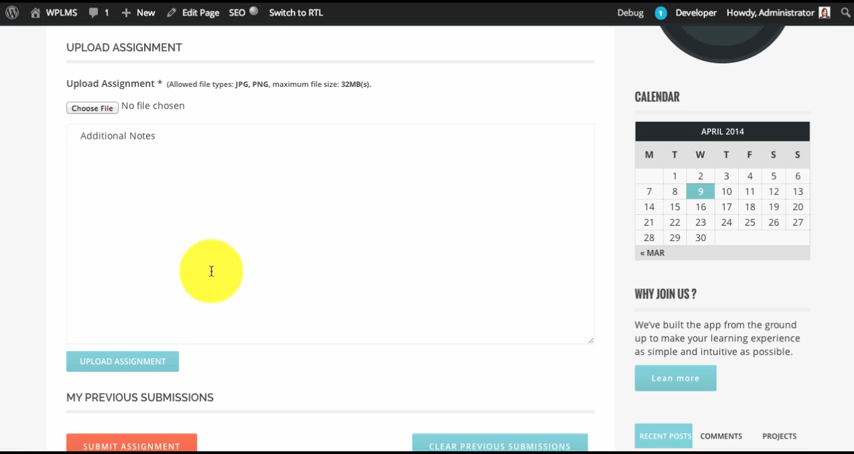 WPLMS 1 + New Edit Page SEO Switch to RTL Debug 1 Developer Howdy, Administrator
UPLOAD ASSIGNMENT
Upload Assignment * (Allowed file types: JPG, PNG, maximum file size: 32MB(s).
Choose File No file chosen
Additional Notes
UPLOAD ASSIGNMENT
MY PREVIOUS SUBMISSIONS
SUBMIT ASSIGNMENT CLEAR PREVIOUS SUBMISSIONS
CALENDAR
APRIL 2014
M T W T F S S
1 2 3 4 5 6
7 8 9 10 11 12 13
14 15 16 17 18 19 20
21 22 23 24 25 26 27
28 29 30
« MAR
WHY JOIN US ?
We've built the app from the ground
up to make your learning experience
as simple and intuitive as possible.
Lean more
RECENT POSTS COMMENTS PROJECTS